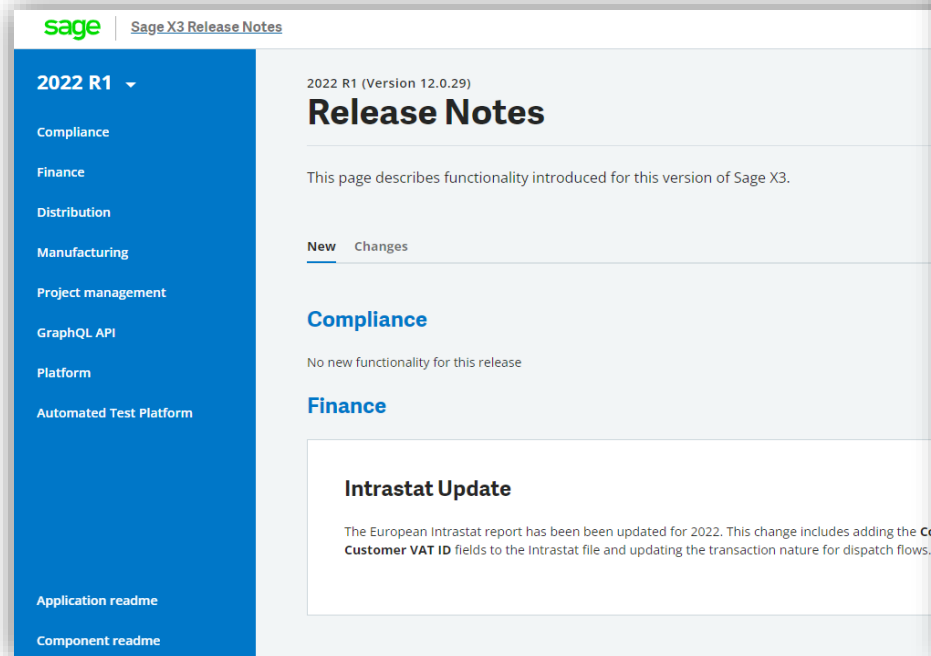 sage
Sage X3 Release Notes
2022 R1
Compliance
Finance
Distribution
Manufacturing
Project management
GraphQL API
Platform
Automated Test Platform
Application readme
Component readme
2022 R1 (Version 12.0.29)
Release Notes
This page describes functionality introduced for this version of Sage X3.
New Changes
Compliance
No new functionality for this release
Finance
Intrastat Update
The European Intrastat report has been been updated for 2022. This change includes adding the
Customer VAT ID fields to the Intrastat file and updating the transaction nature for dispatch flows.